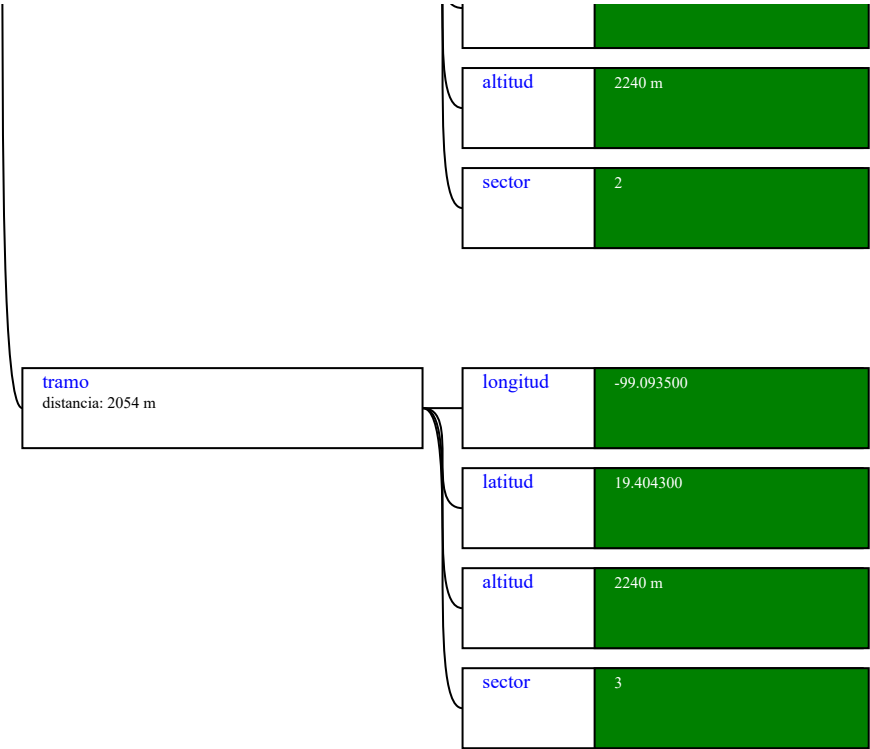 altitud
2240 m
sector
2
tramo
distancia: 2054 m
longitud
-99.093500
latitud
19.404300
altitud
2240 m
sector
3